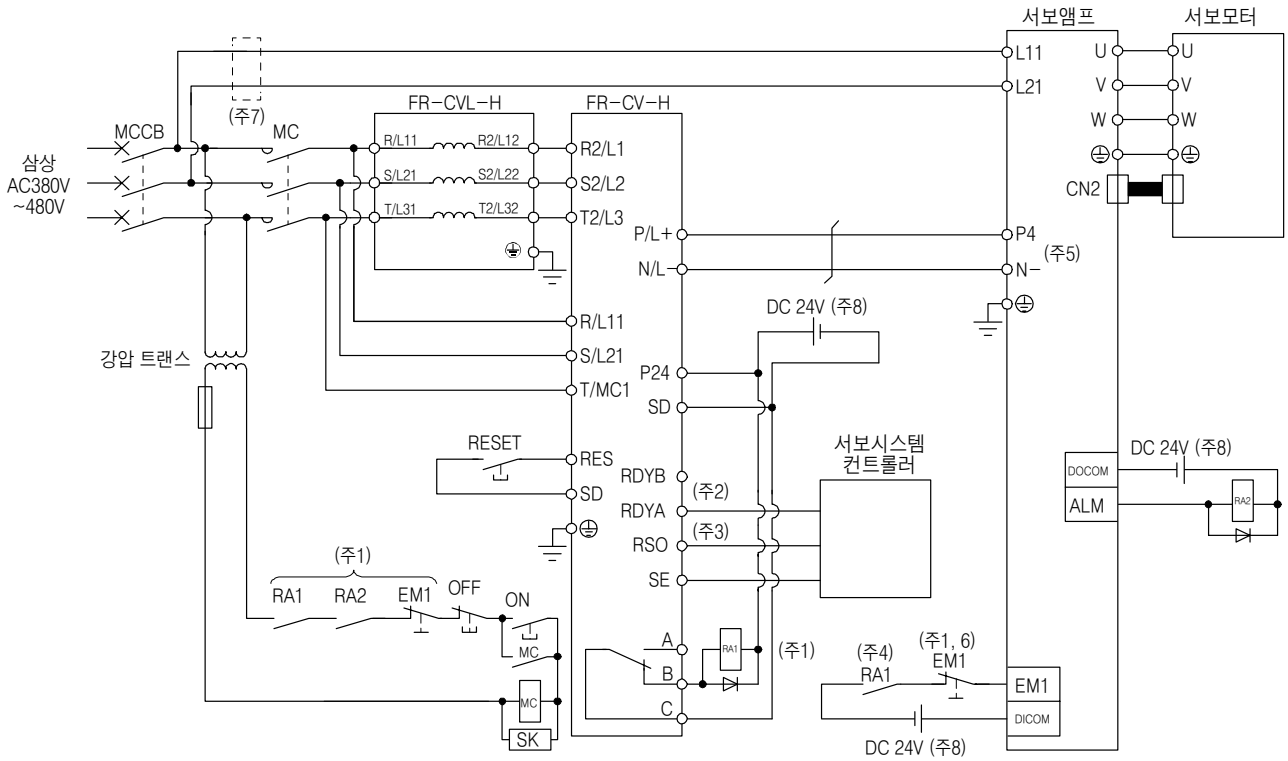 서보앰프
서보모터
L11
L21
U
U
V
V
W
W
CN2
(주7)
FR-CVL-H
FR-CV-H
MCCB
MC
삼상
AC380V
~480V
R/L11
R2/L12
S/L21
S2/L22
T/L31
T2/L32
R2/L1
S2/L2
T2/L3
P/L+
N/L-
P4
N-
(주5)
DC 24V (주8)
R/L11
S/L21
T/MC1
강압 트랜스
P24
SD
RESET
RES
SD
RDYB
RDYA
RSO
SE
(주2)
(주3)
서보시스템
컨트롤러
DOCOM
ALM
DC 24V (주8)
RA2
(주1)
RA1
RA2
EM1
OFF
ON
MC
MC
SK
A
B
C
RA1
(주1)
(주4)
RA1
(주1, 6)
EM1
EM1
DICOM
DC 24V (주8)